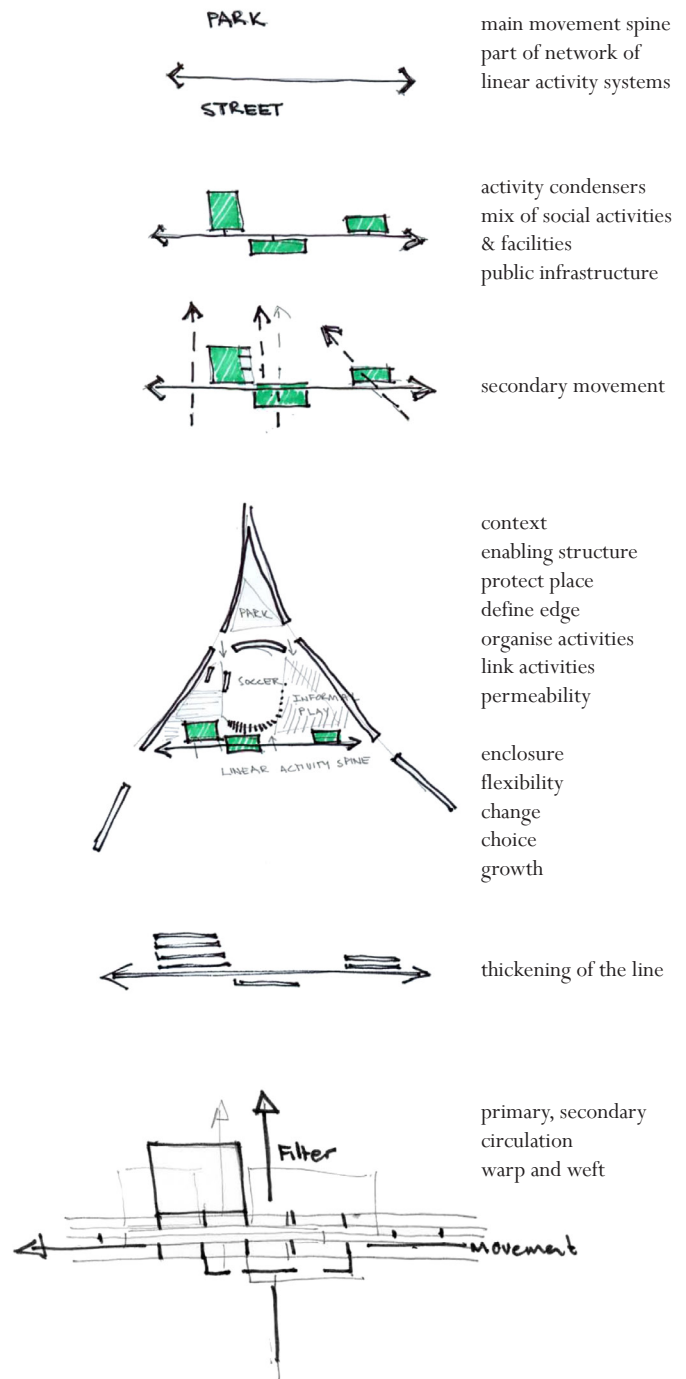 PARK
STREET
main movement spine
part of network of
linear activity systems
activity condensers
mix of social activities
& facilities
public infrastructure
secondary movement
PARK
SOCCER
INFORMAL
PLAY
LINEAR ACTIVITY SPINE
context
enabling structure
protect place
define edge
organise activities
link activities
permeability
enclosure
flexibility
change
choice
growth
thickening of the line
Filter
Movement
primary, secondary
circulation
warp and weft